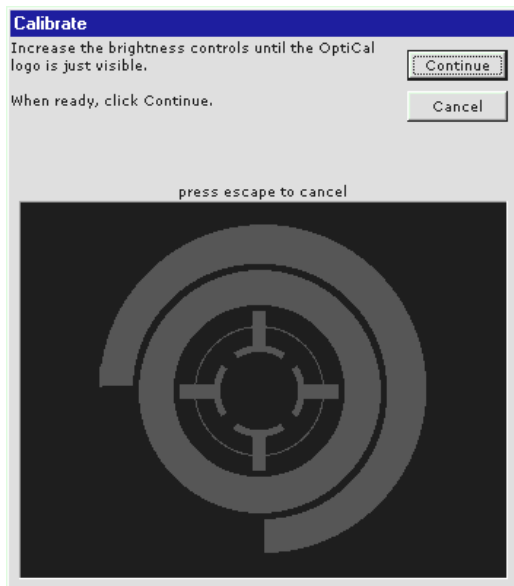 Calibrate
Increase the brightness controls until the OptiCal
logo is just visible.
Continue
When ready, click Continue.
Cancel
press escape to cancel